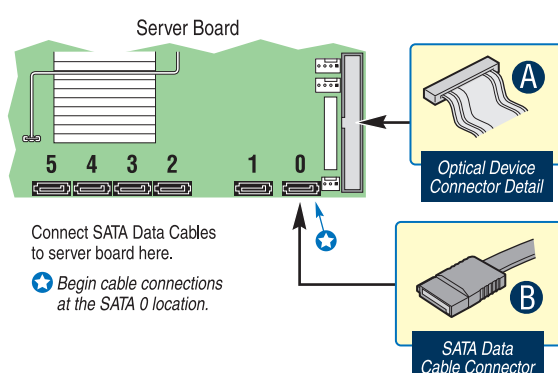 Server Board
A
5 4 3 2 1 0
Optical Device
Connector Detail
Connect SATA Data Cables
to server board here.
Begin cable connections
at the SATA 0 location.
B
SATA Data
Cable Connector